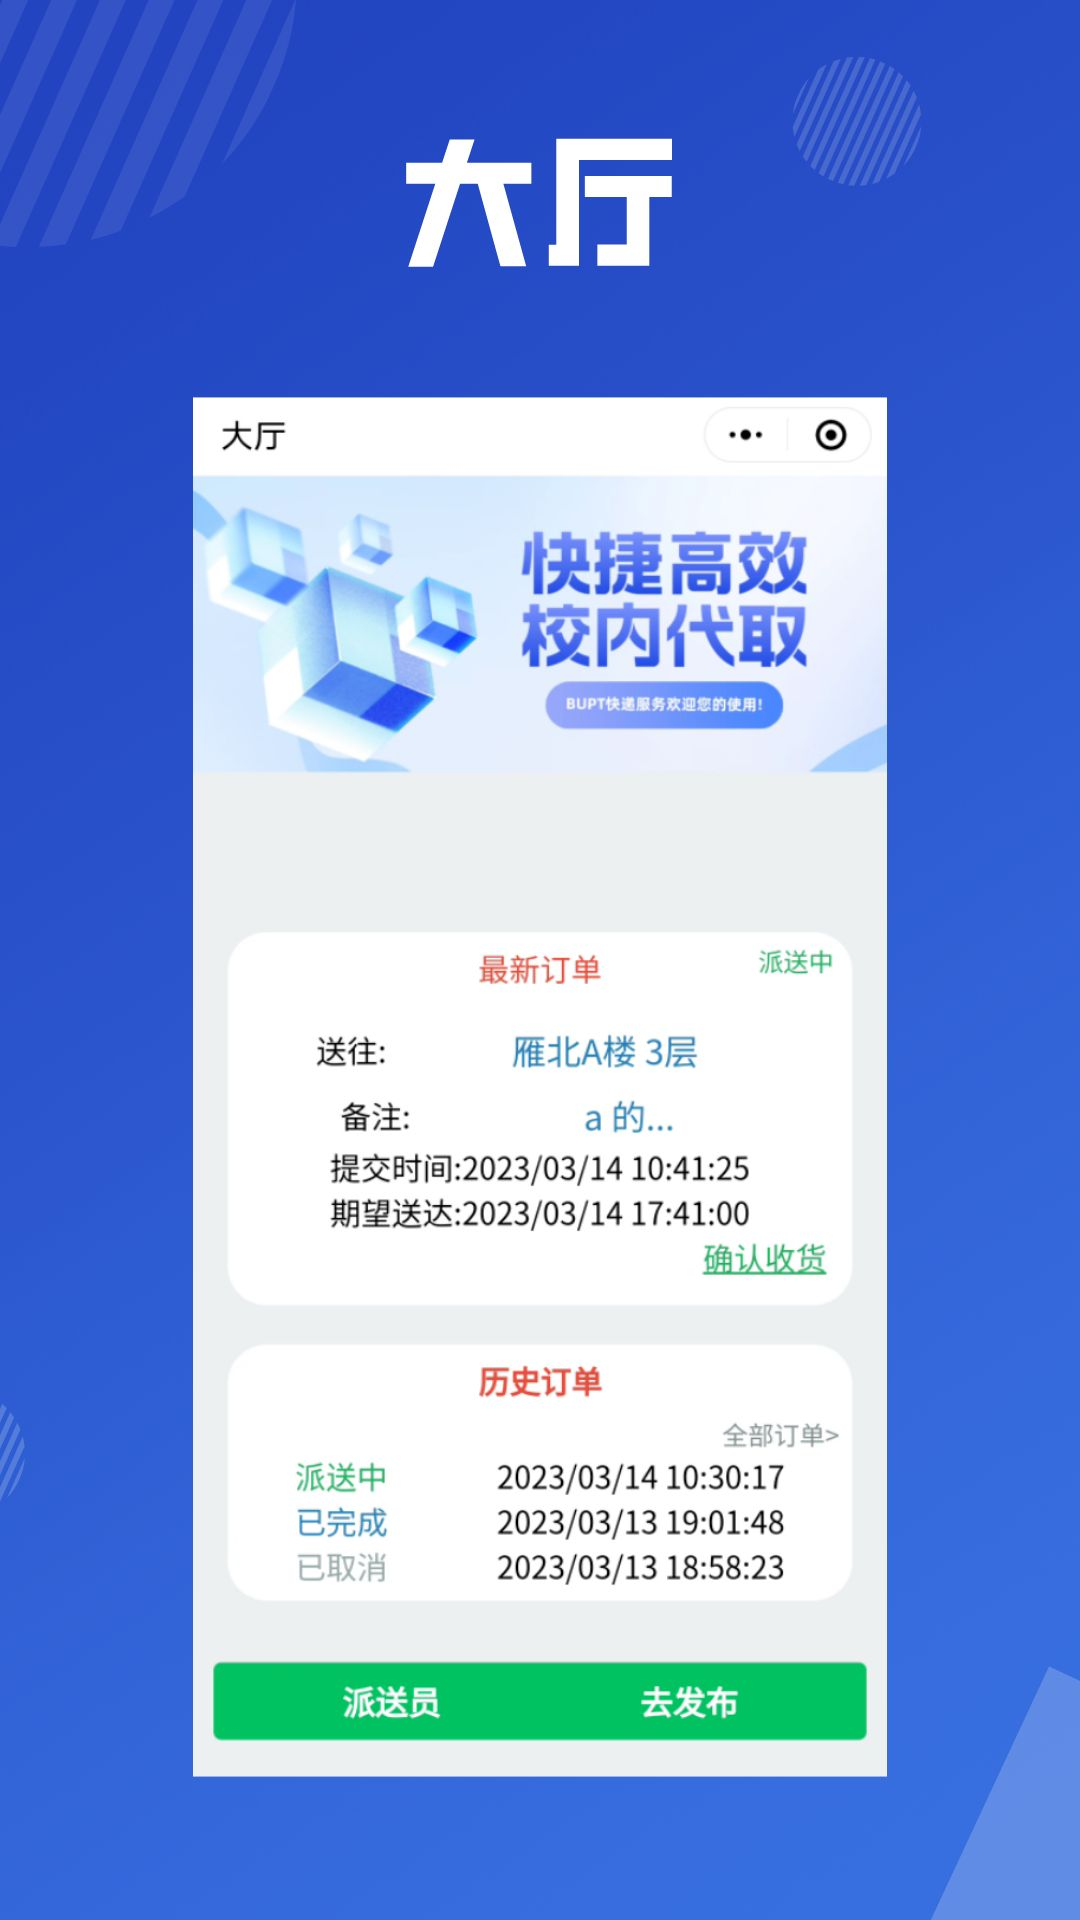 大厅
大厅
快捷高效
校内代取
BUPT快递服务欢迎您的使用!
最新订单
派送中
送往: 雁北A楼 3层
备注: a 的...
提交时间:2023/03/14 10:41:25
期望送达:2023/03/14 17:41:00
确认收货
历史订单
全部订单>
派送中 2023/03/14 10:30:17
已完成 2023/03/13 19:01:48
已取消 2023/03/13 18:58:23
派送员 去发布